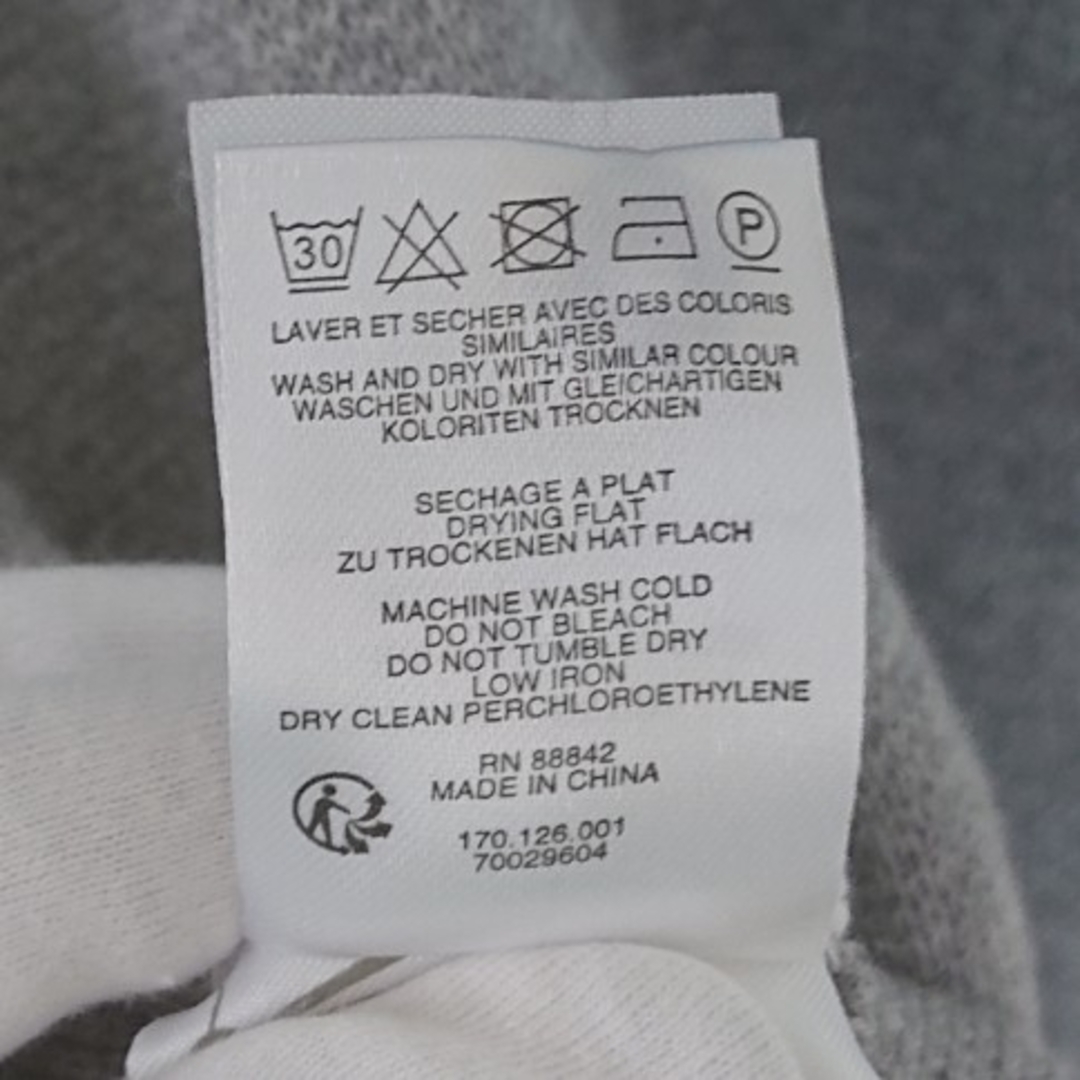 30
P
LAVER ET SECHER AVEC DES COLORIS
SIMILAIRES
WASH AND DRY WITH SIMILAR COLOUR
WASCHEN UND MIT GLEICHARTIGEN
KOLORITEN TROCKNEN
SECHAGE A PLAT
DRYING FLAT
ZU TROCKENEN HAT FLACH
MACHINE WASH COLD
DO NOT BLEACH
DO NOT TUMBLE DRY
LOW IRON
DRY CLEAN PERCHLOROETHYLENE
RN 88842
MADE IN CHINA
170.126.001
70029604